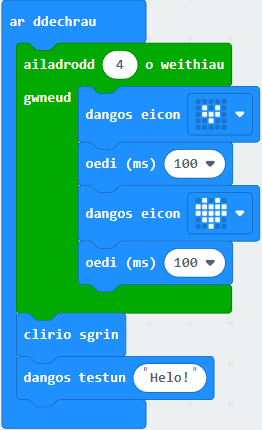 ar ddechrau
ailadrodd 4 o weithiau
gwneud
dangos eicon
oedi (ms) 100
dangos eicon
oedi (ms) 100
clirio sgrin
dangos testun "Helo!"